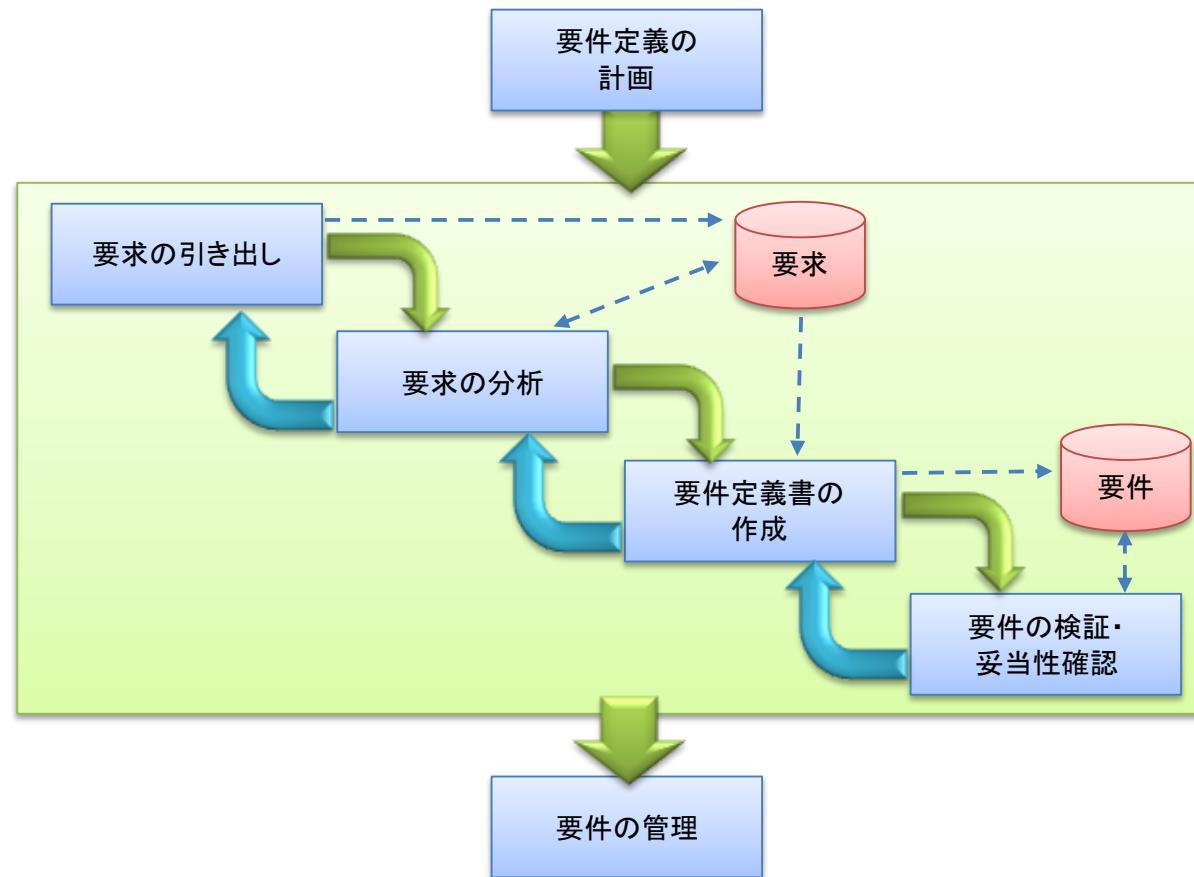 要件定義の
計画
要求の引き出し
要求
要求の分析
要件定義書の
作成
要件
要件の検証・
妥当性確認
要件の管理